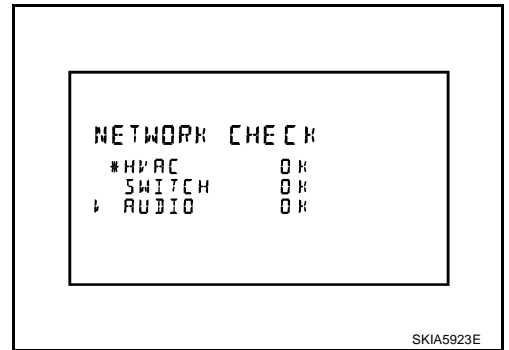 NETWORK CHECK
*HVAC OK
SWITCH OK
AUDIO OK
SKIA5923E